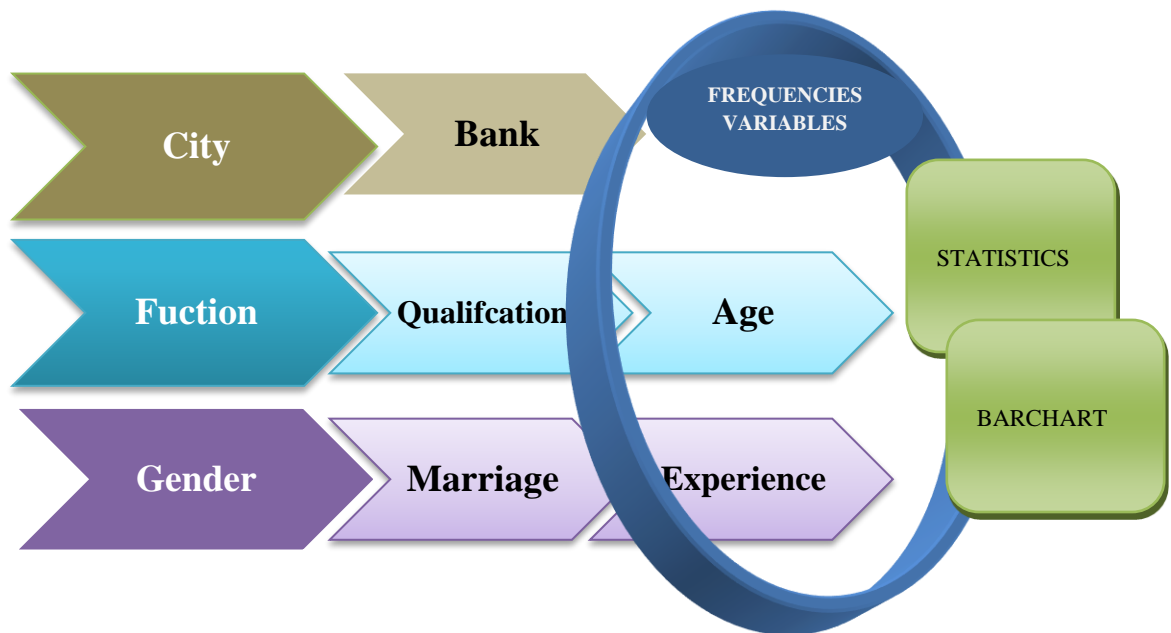 City
Bank
FREQUENCIES
VARIABLES
STATISTICS
Fuction
Qualifcation
Age
BARCHART
Gender
Marriage
Experience